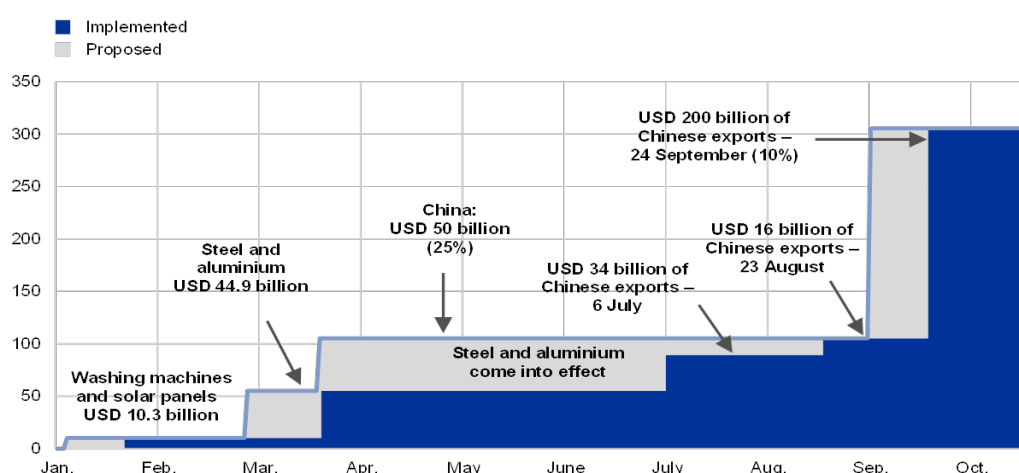 Implemented
Proposed
350
300
250
200
150
100
50
0
USD 200 billion of
Chinese exports –
24 September (10%)
China:
USD 50 billion
(25%)
Steel and
aluminium
USD 44.9 billion
USD 16 billion of
Chinese exports –
23 August
USD 34 billion of
Chinese exports –
6 July
Steel and aluminium
come into effect
Washing machines
and solar panels
USD 10.3 billion
Jan. Feb. Mar. Apr. May June July Aug. Sep. Oct.